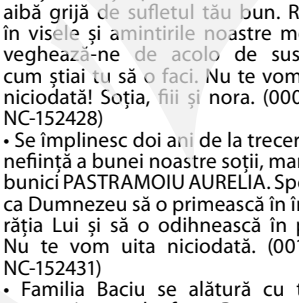 aibă grijă de sufletul tău bun. R
în visele și amintirile noastre m
veghează-ne de acolo de sus
cum știai tu să o faci. Nu te vom
niciodată! Soția, fiii și nora. (000
NC-152428)
• Se împlinesc doi ani de la trecer
neființă a bunei noastre soții, mar
bunici PASTRAMOIU AURELIA. Spe
ca Dumnezeu să o primească în în
răția Lui și să o odihnească în p
Nu te vom uita niciodată. (001
NC-152431)
• Familia Baciu se alătură cu t